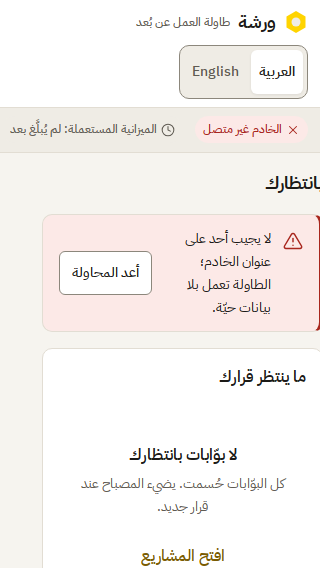 ورشة طاولة العمل عن بُعد
العربية English
الخادم غير متصل الميزانية المستعملة: لم يُبلَّغ بعد
بانتظارك
لا يجيب أحد على
عنوان الخادم؛
الطاولة تعمل بلا
بيانات حيّة.
أعد المحاولة
ما ينتظر قرارك
لا بوّابات بانتظارك
كل البوّابات حُسمت. يضيء المصباح عند
قرار جديد.
افتح المشاريع